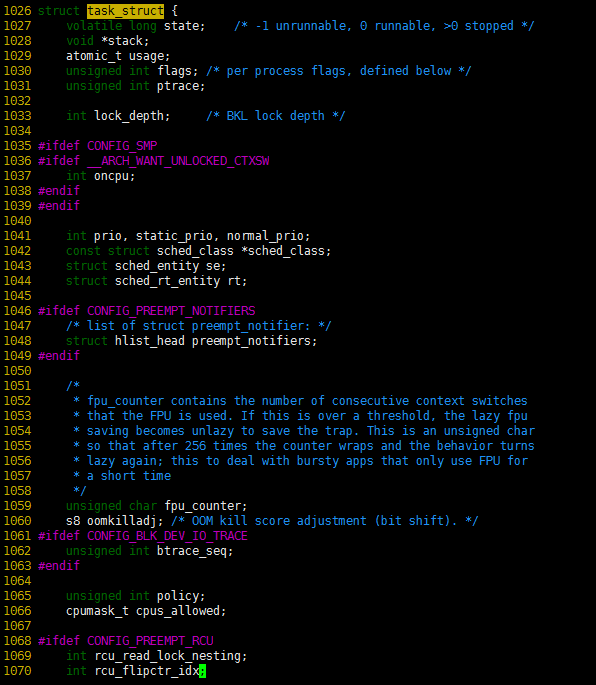 1026 struct task_struct {
1027     volatile long state;    /* -1 unrunnable, 0 runnable, >0 stopped */
1028     void *stack;
1029     atomic_t usage;
1030     unsigned int flags; /* per process flags, defined below */
1031     unsigned int ptrace;
1032
1033     int lock_depth;     /* BKL lock depth */
1034
1035 #ifdef CONFIG_SMP
1036 #ifdef __ARCH_WANT_UNLOCKED_CTXSW
1037     int oncpu;
1038 #endif
1039 #endif
1040
1041     int prio, static_prio, normal_prio;
1042     const struct sched_class *sched_class;
1043     struct sched_entity se;
1044     struct sched_rt_entity rt;
1045
1046 #ifdef CONFIG_PREEMPT_NOTIFIERS
1047     /* list of struct preempt_notifier: */
1048     struct hlist_head preempt_notifiers;
1049 #endif
1050
1051     /*
1052      * fpu_counter contains the number of consecutive context switches
1053      * that the FPU is used. If this is over a threshold, the lazy fpu
1054      * saving becomes unlazy to save the trap. This is an unsigned char
1055      * so that after 256 times the counter wraps and the behavior turns
1056      * lazy again; this to deal with bursty apps that only use FPU for
1057      * a short time
1058      */
1059     unsigned char fpu_counter;
1060     s8 oomkilladj; /* OOM kill score adjustment (bit shift). */
1061 #ifdef CONFIG_BLK_DEV_IO_TRACE
1062     unsigned int btrace_seq;
1063 #endif
1064
1065     unsigned int policy;
1066     cpumask_t cpus_allowed;
1067
1068 #ifdef CONFIG_PREEMPT_RCU
1069     int rcu_read_lock_nesting;
1070     int rcu_flipctr_idx;